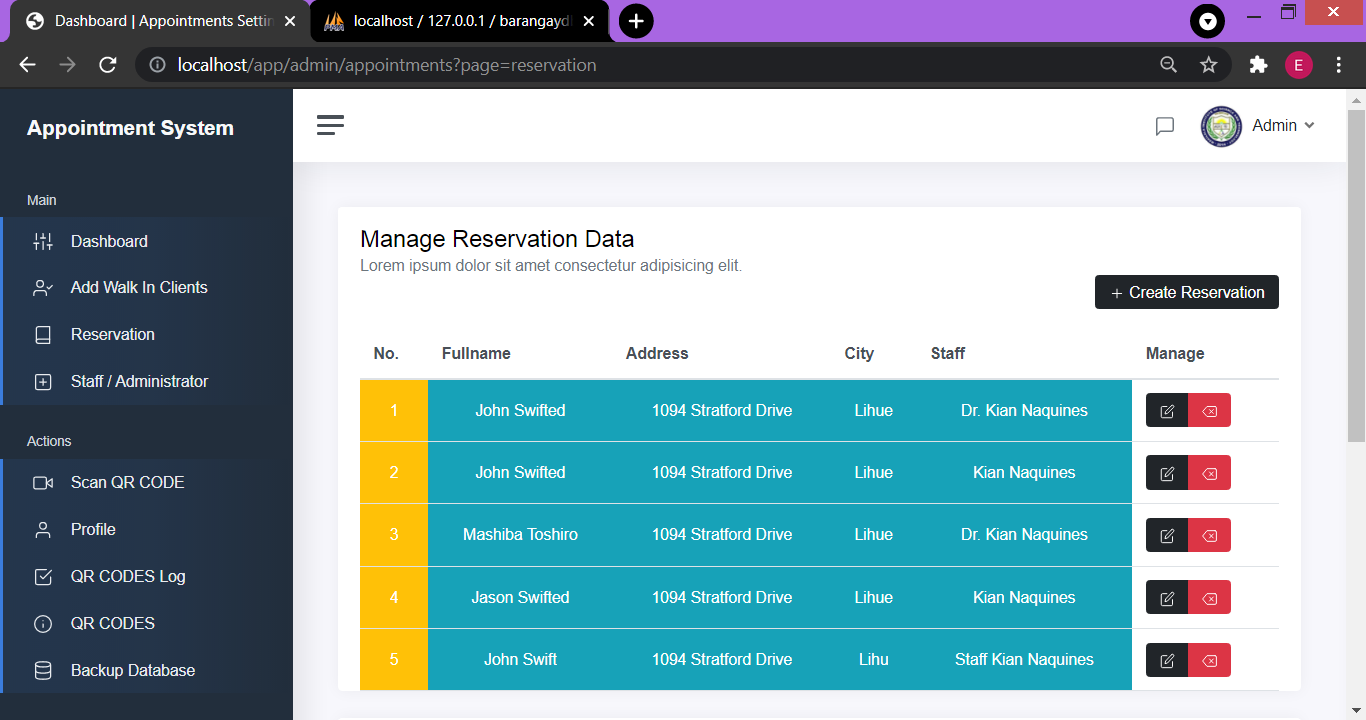 Dashboard | Appointments Settin
localhost / 127.0.0.1 / barangayd
localhost/app/admin/appointments?page=reservation
E
Appointment System
Admin
Main
Dashboard
Add Walk In Clients
Reservation
Staff / Administrator
Actions
Scan QR CODE
Profile
QR CODES Log
QR CODES
Backup Database
Manage Reservation Data
Lorem ipsum dolor sit amet consectetur adipisicing elit.
+ Create Reservation
No. Fullname Address City Staff Manage
1 John Swifted 1094 Stratford Drive Lihue Dr. Kian Naquines
2 John Swifted 1094 Stratford Drive Lihue Kian Naquines
3 Mashiba Toshiro 1094 Stratford Drive Lihue Dr. Kian Naquines
4 Jason Swifted 1094 Stratford Drive Lihue Kian Naquines
5 John Swift 1094 Stratford Drive Lihu Staff Kian Naquines